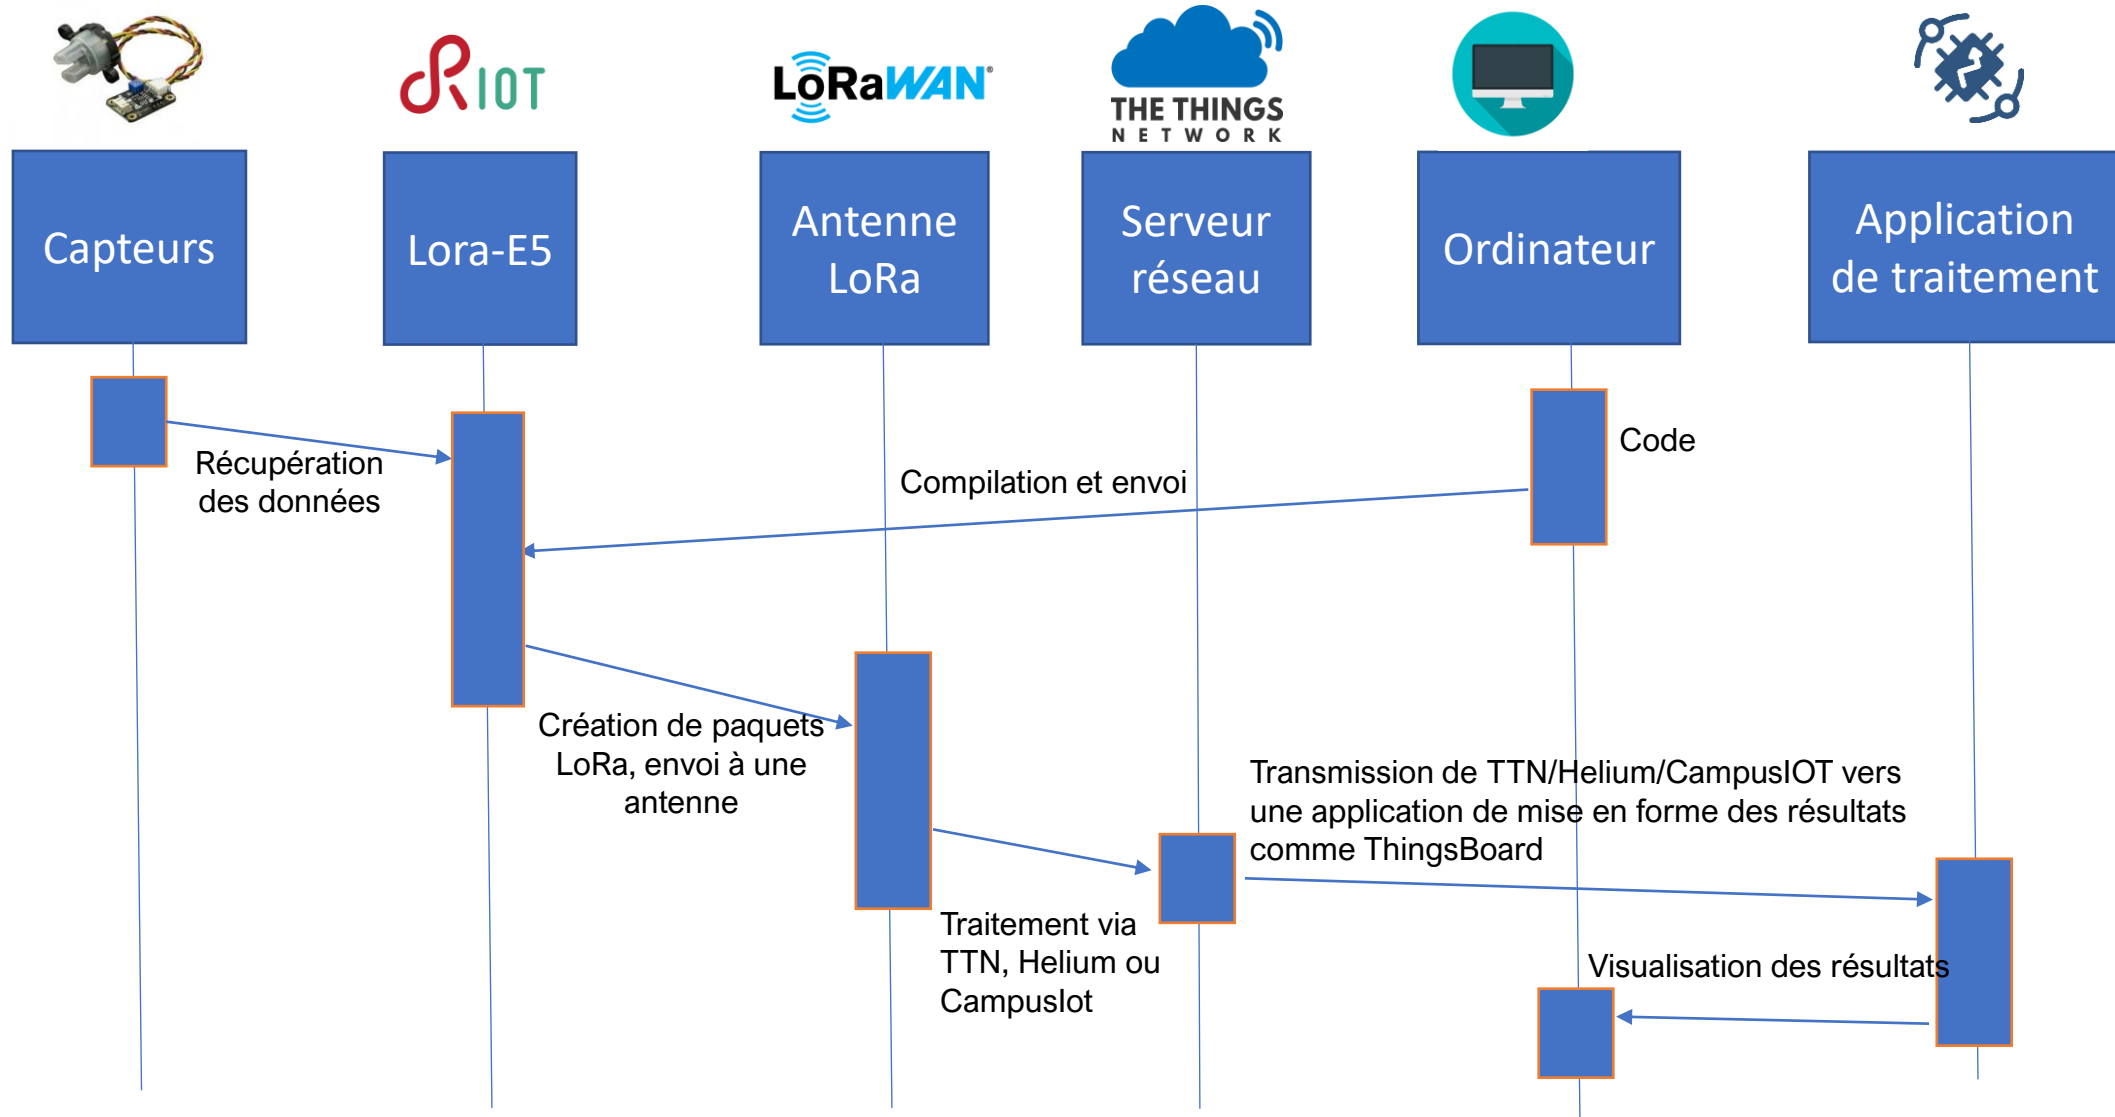 RIOT
LoRaWAN®
THE THINGS
NETWORK
Capteurs
Lora-E5
Antenne
LoRa
Serveur
réseau
Ordinateur
Application
de traitement
Code
Récupération
des données
Compilation et envoi
Création de paquets
LoRa, envoi à une
antenne
Transmission de TTN/Helium/CampusIOT vers
une application de mise en forme des résultats
comme ThingsBoard
Traitement via
TTN, Helium ou
CampusIot
Visualisation des résultats